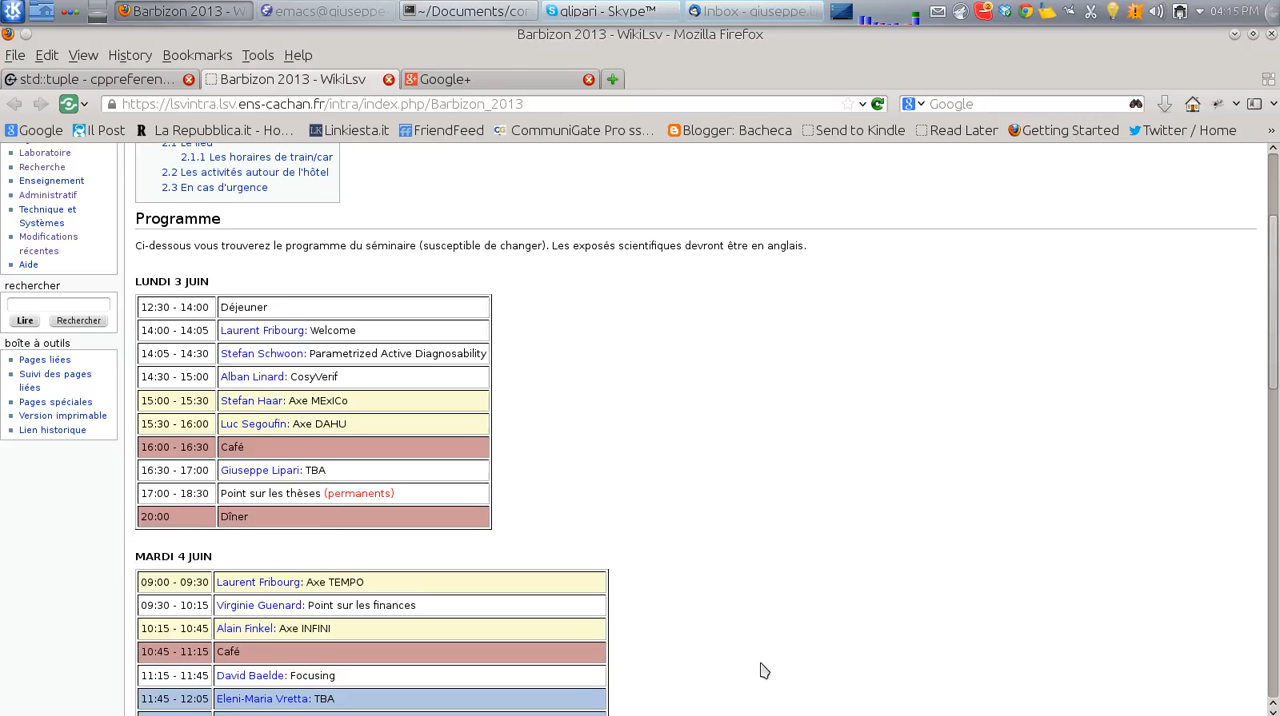 Barbizon 2013 - W
emacs@giuseppe
~/Documents/cor
glipari - Skype™
Inbox - giuseppe.li
04:15 PM
Barbizon 2013 - WikiLsv - Mozilla Firefox
File Edit View History Bookmarks Tools Help
std::tuple - cppreferen...
Barbizon 2013 - WikiLsv
Google+
https://lsvintra.lsv.ens-cachan.fr/intra/index.php/Barbizon_2013
Google
Google Il Post La Repubblica.it - Ho... Linkiesta.it FriendFeed CommuniGate Pro ss... Blogger: Bacheca Send to Kindle Read Later Getting Started Twitter / Home »
Laboratoire
Recherche
Enseignement
Administratif
Technique et
Systèmes
Modifications
récentes
Aide
rechercher
Lire Rechercher
boîte à outils
Pages liées
Suivi des pages
liées
Pages spéciales
Version imprimable
Lien historique
2.1 Le lieu
2.1.1 Les horaires de train/car
2.2 Les activités autour de l'hôtel
2.3 En cas d'urgence
Programme
Ci-dessous vous trouverez le programme du séminaire (susceptible de changer). Les exposés scientifiques devront être en anglais.
LUNDI 3 JUIN
12:30 - 14:00 Déjeuner
14:00 - 14:05 Laurent Fribourg: Welcome
14:05 - 14:30 Stefan Schwoon: Parametrized Active Diagnosability
14:30 - 15:00 Alban Linard: CosyVerif
15:00 - 15:30 Stefan Haar: Axe MExICo
15:30 - 16:00 Luc Segoufin: Axe DAHU
16:00 - 16:30 Café
16:30 - 17:00 Giuseppe Lipari: TBA
17:00 - 18:30 Point sur les thèses (permanents)
20:00 Dîner
MARDI 4 JUIN
09:00 - 09:30 Laurent Fribourg: Axe TEMPO
09:30 - 10:15 Virginie Guenard: Point sur les finances
10:15 - 10:45 Alain Finkel: Axe INFINI
10:45 - 11:15 Café
11:15 - 11:45 David Baelde: Focusing
11:45 - 12:05 Eleni-Maria Vretta: TBA